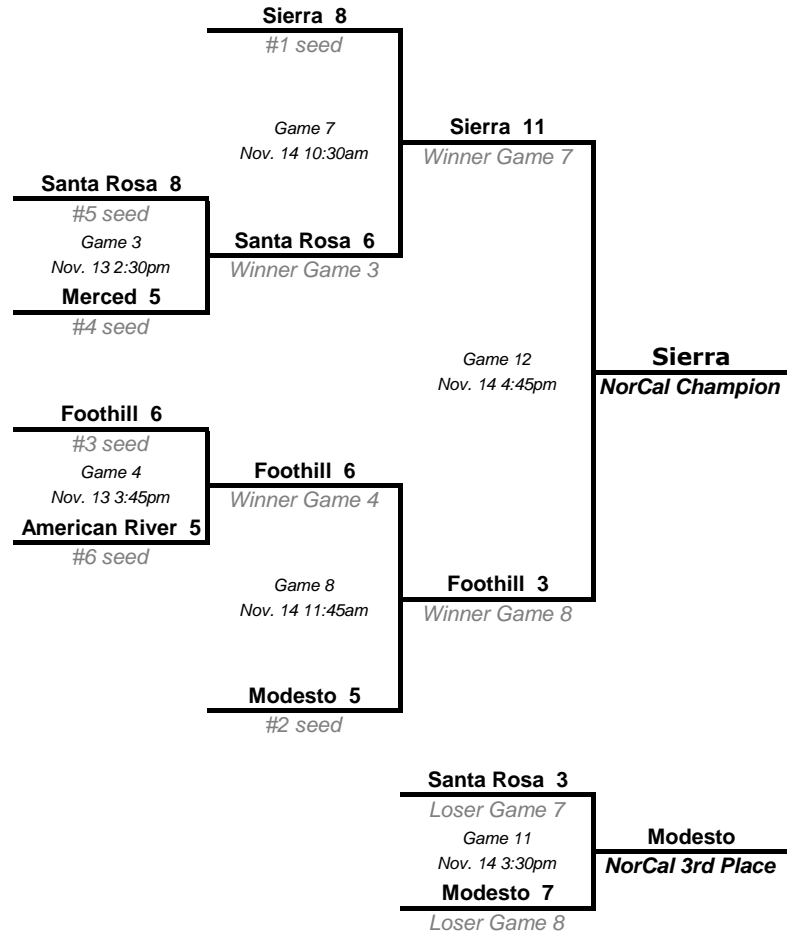 Sierra 8
#1 seed
Game 7
Nov. 14 10:30am
Sierra 11
Winner Game 7
Santa Rosa 8
#5 seed
Game 3
Nov. 13 2:30pm
Santa Rosa 6
Winner Game 3
Merced 5
#4 seed
Game 12
Nov. 14 4:45pm
Sierra
NorCal Champion
Foothill 6
#3 seed
Game 4
Nov. 13 3:45pm
Foothill 6
Winner Game 4
American River 5
#6 seed
Game 8
Nov. 14 11:45am
Foothill 3
Winner Game 8
Modesto 5
#2 seed
Santa Rosa 3
Loser Game 7
Game 11
Nov. 14 3:30pm
Modesto
NorCal 3rd Place
Modesto 7
Loser Game 8